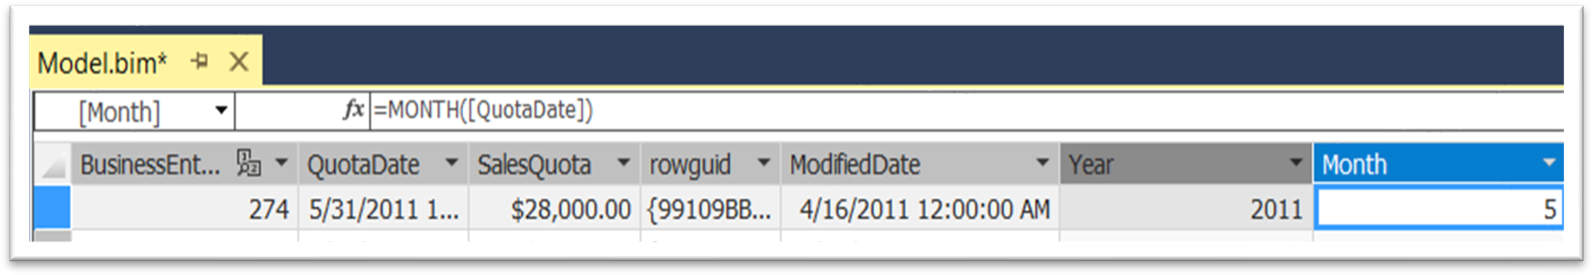 Model.bim*
[Month] fx =MONTH([QuotaDate])
BusinessEnt... QuotaDate SalesQuota rowguid ModifiedDate Year Month
274 5/31/2011 1... $28,000.00 {99109BB... 4/16/2011 12:00:00 AM 2011 5